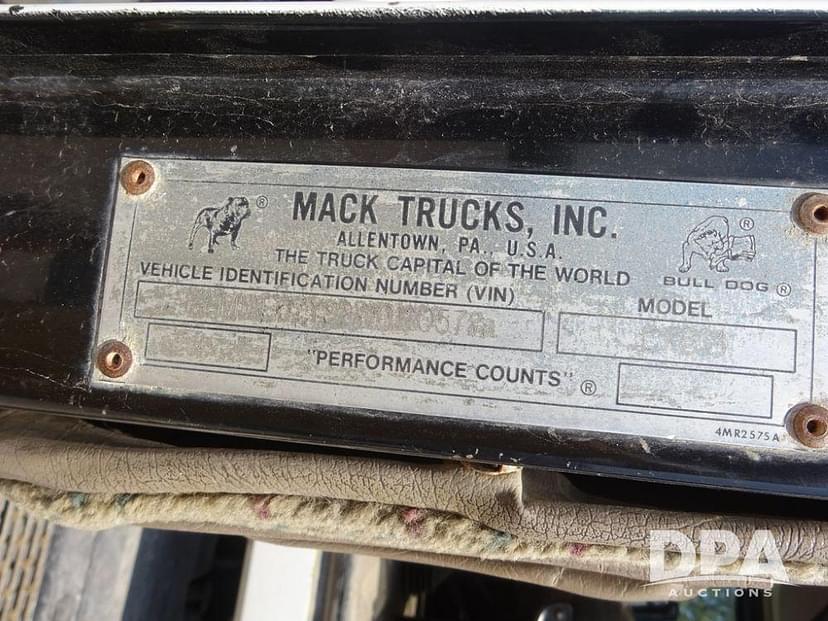 MACK TRUCKS, INC.
ALLENTOWN, PA. U.S.A.
THE TRUCK CAPITAL OF THE WORLD
VEHICLE IDENTIFICATION NUMBER (VIN)
® BULL DOG ®
MODEL
"PERFORMANCE COUNTS" ®
4MR2575A
DPA
AUCTIONS